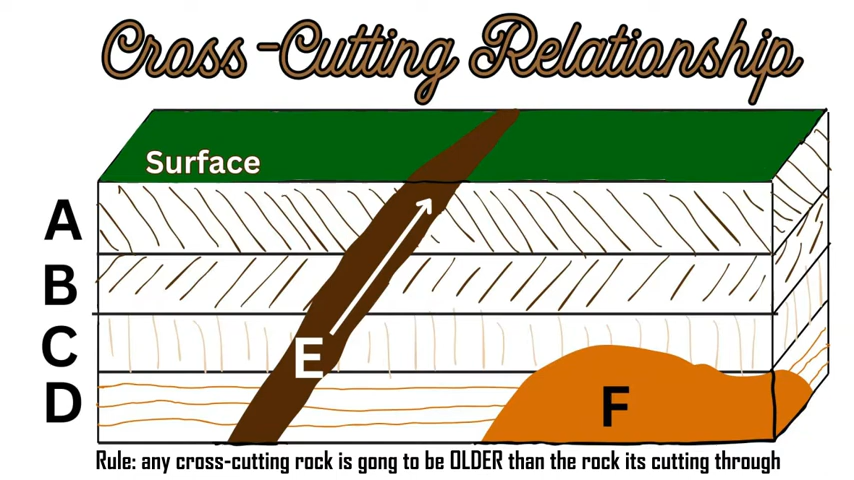 Cross-Cutting Relationship
Surface
A
B
C
E
D
F
Rule: any cross-cutting rock is gong to be OLDER than the rock its cutting through